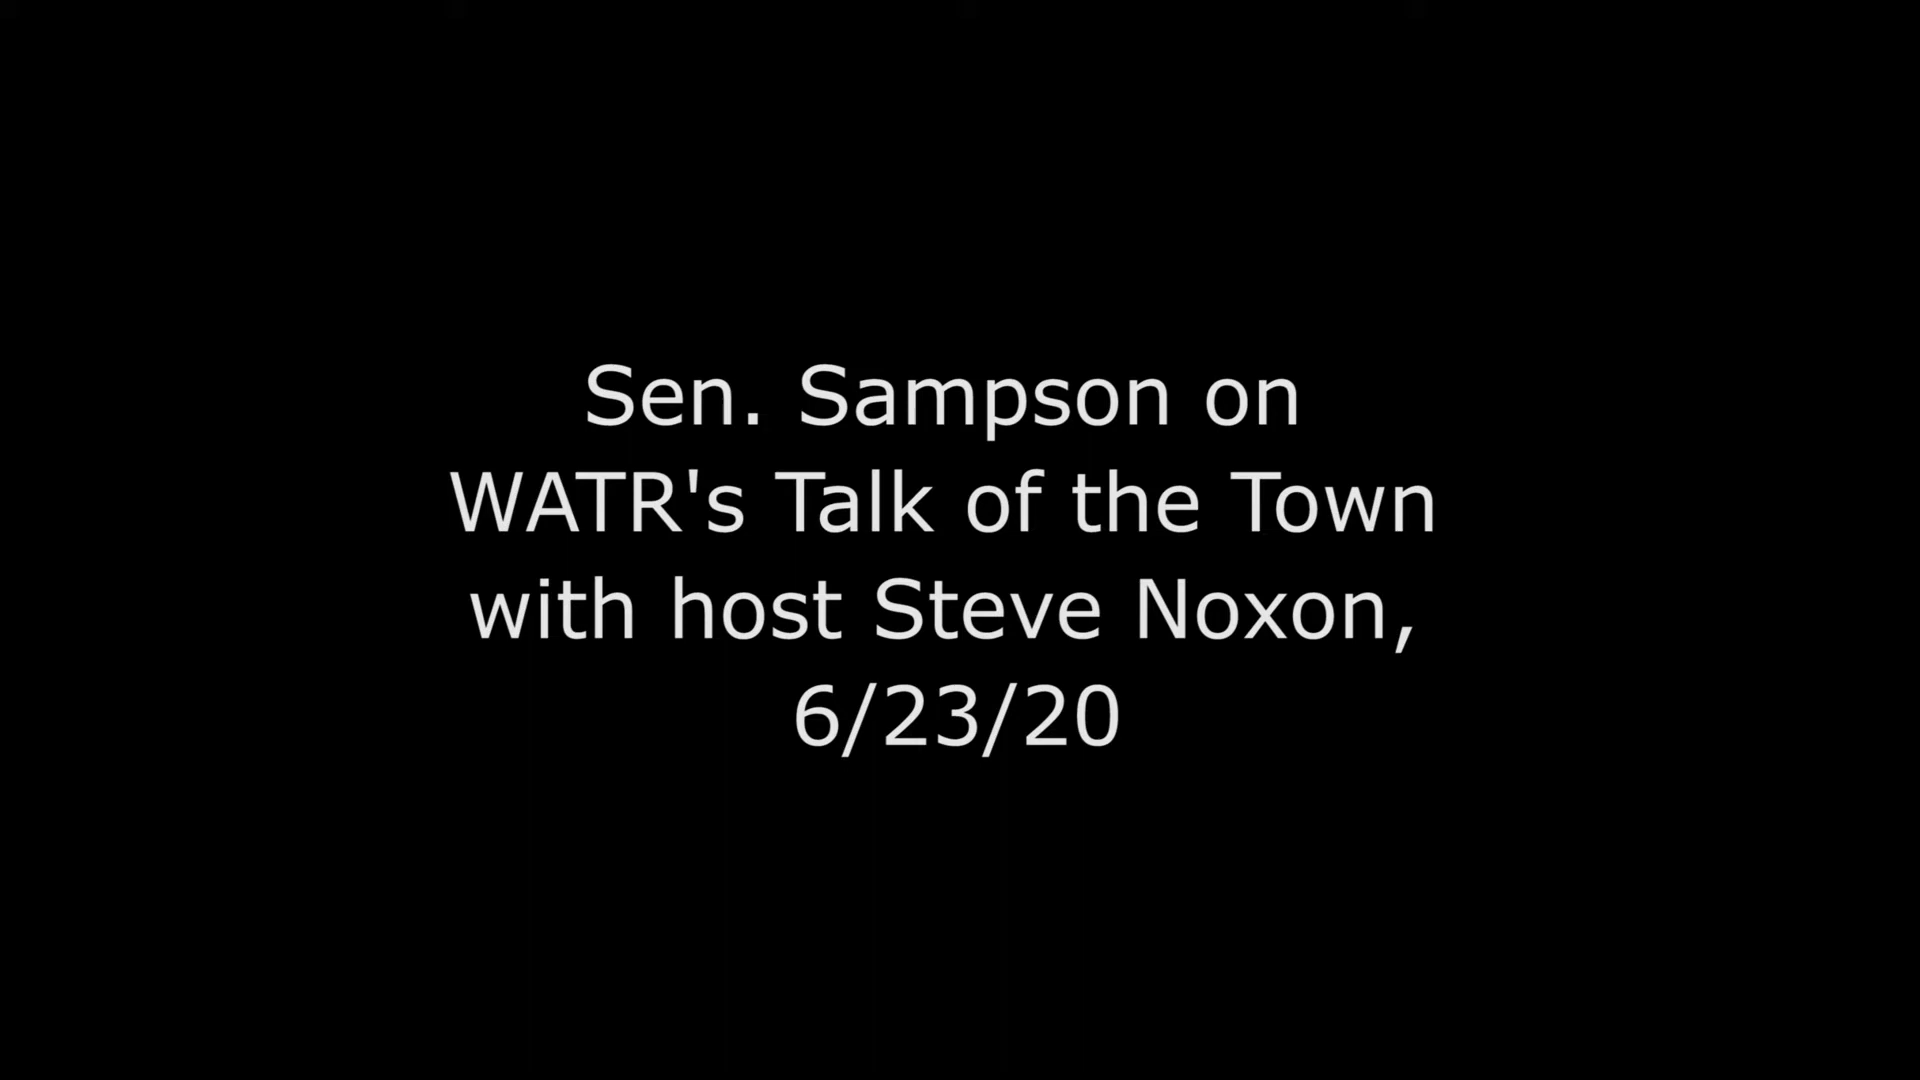 Sen. Sampson on
WATR's Talk of the Town
with host Steve Noxon,
6/23/20